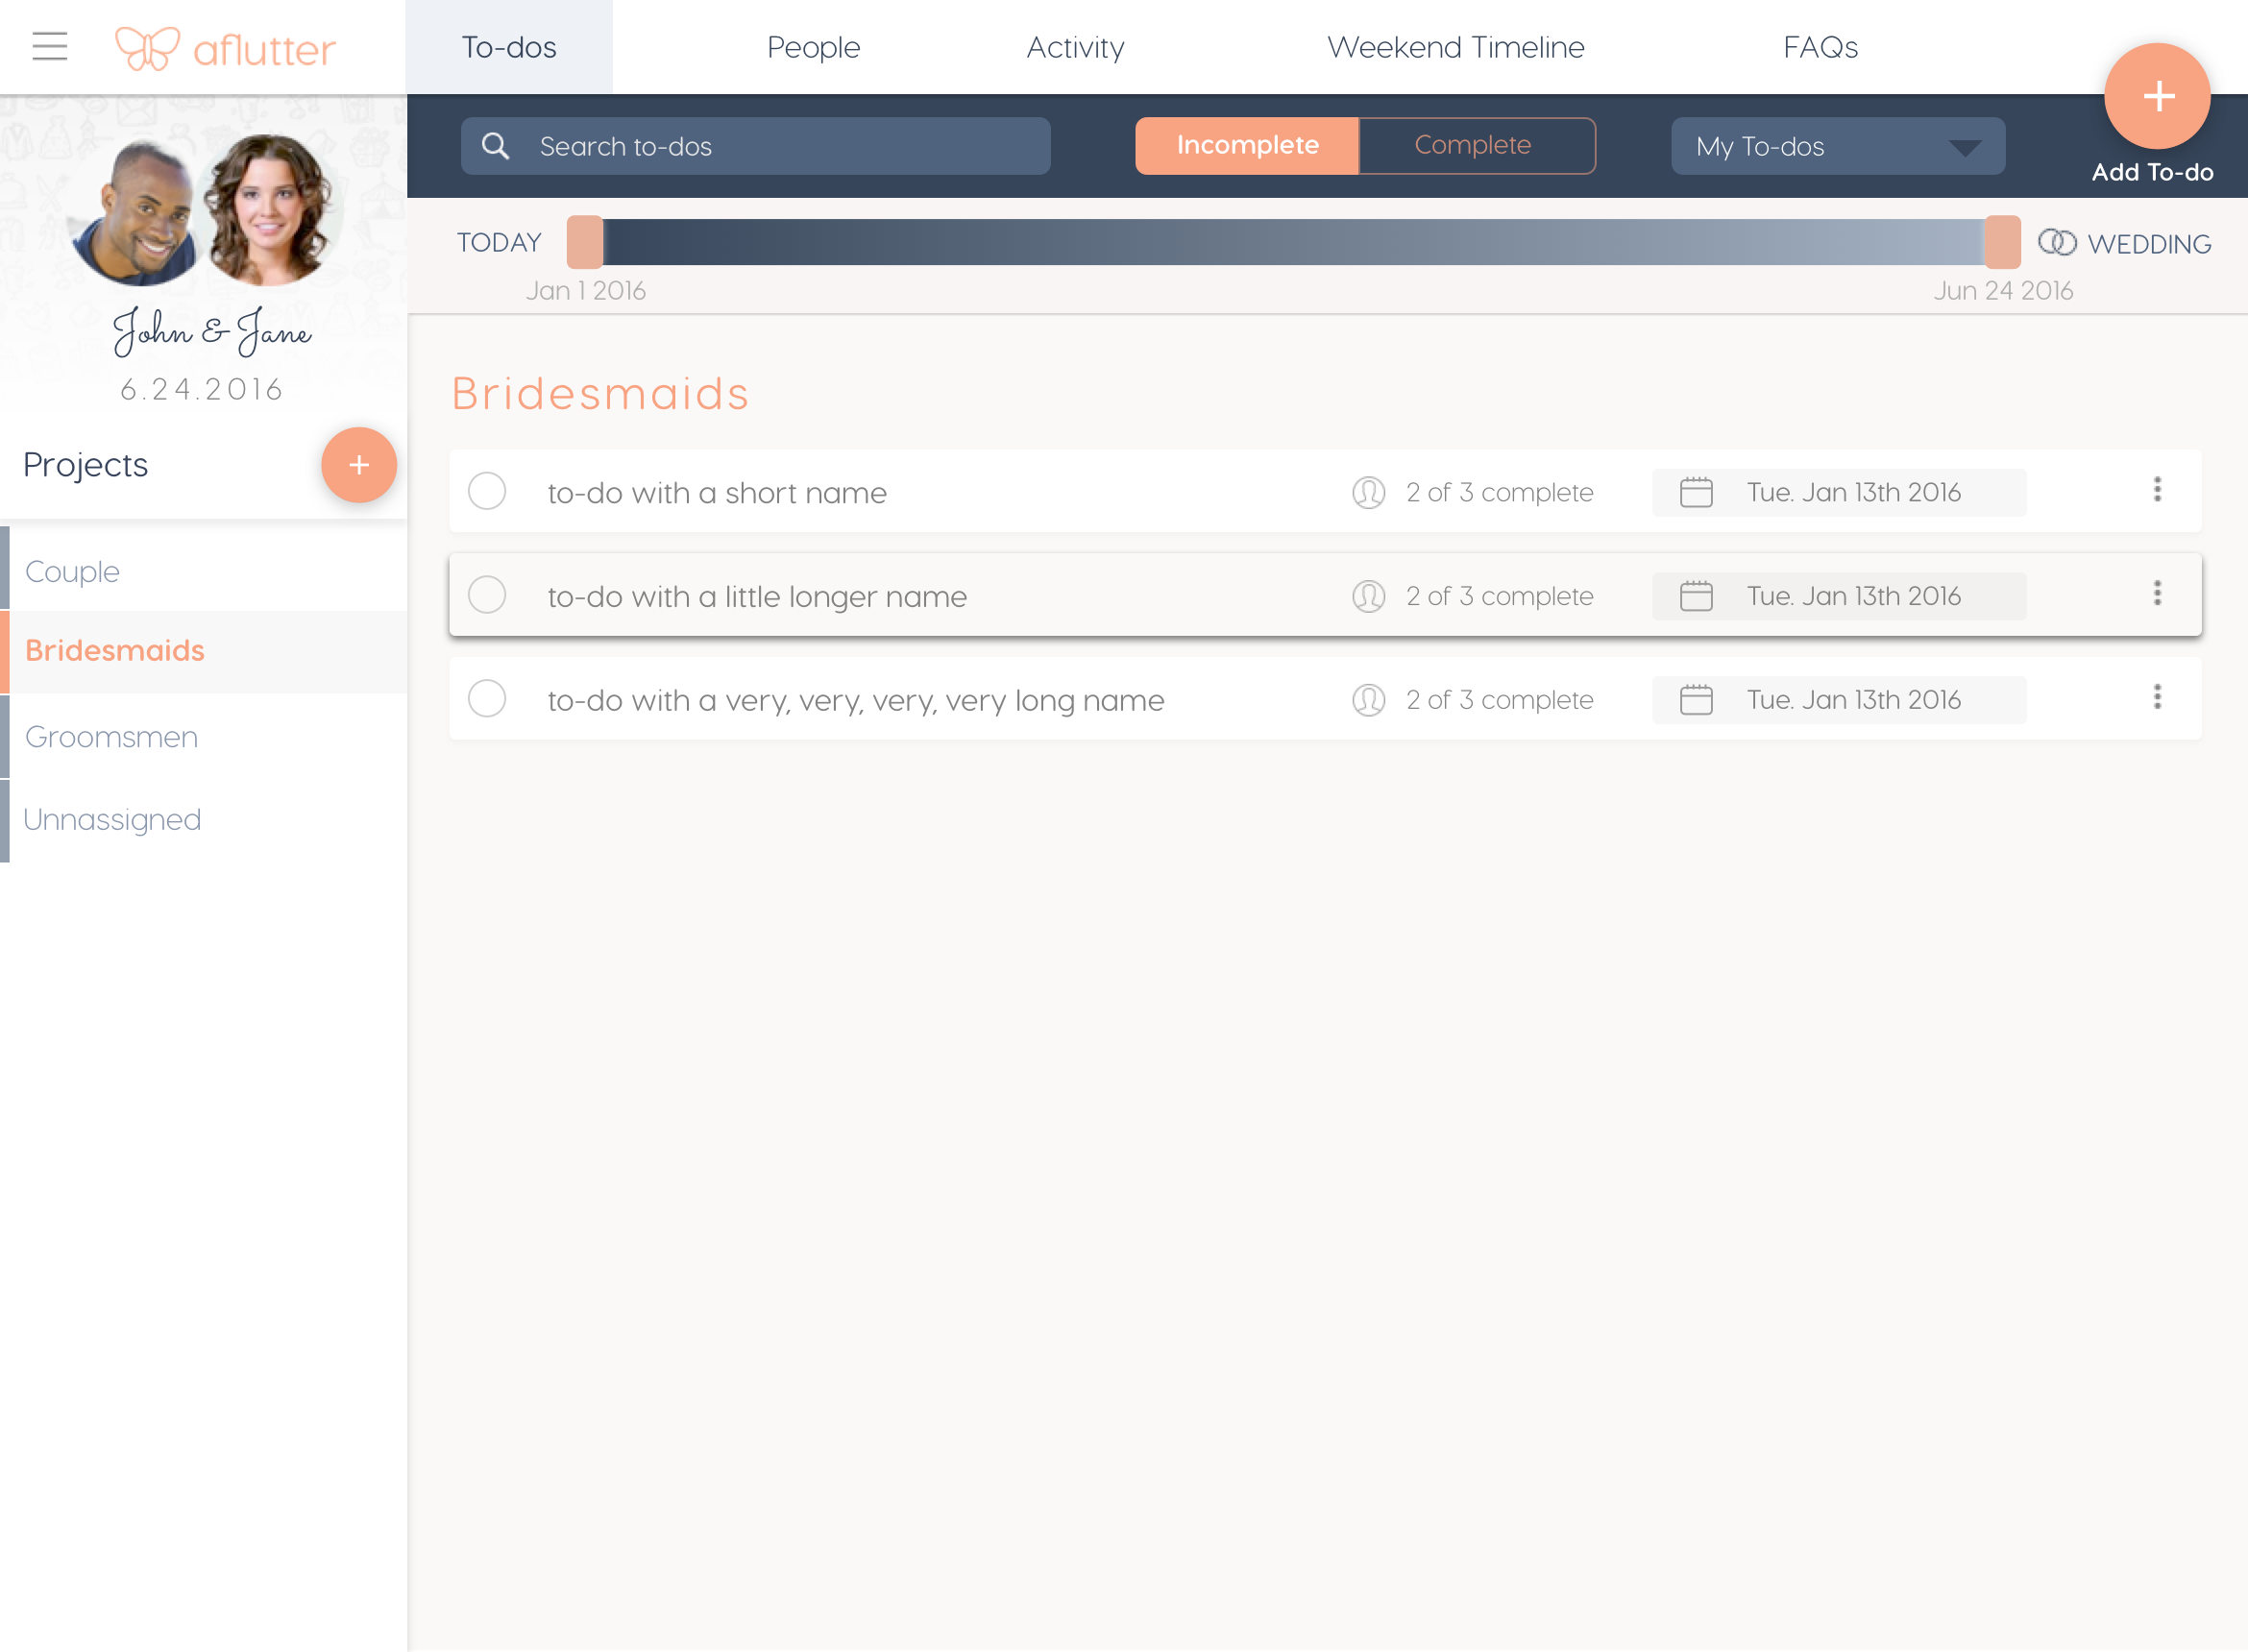 aflutter
To-dos People Activity Weekend Timeline FAQs
Search to-dos Incomplete Complete My To-dos
Add To-do
TODAY WEDDING
Jan 1 2016 Jun 24 2016
John & Jane
6.24.2016
Projects
Couple
Bridesmaids
Groomsmen
Unnassigned
Bridesmaids
to-do with a short name 2 of 3 complete Tue. Jan 13th 2016
to-do with a little longer name 2 of 3 complete Tue. Jan 13th 2016
to-do with a very, very, very, very long name 2 of 3 complete Tue. Jan 13th 2016